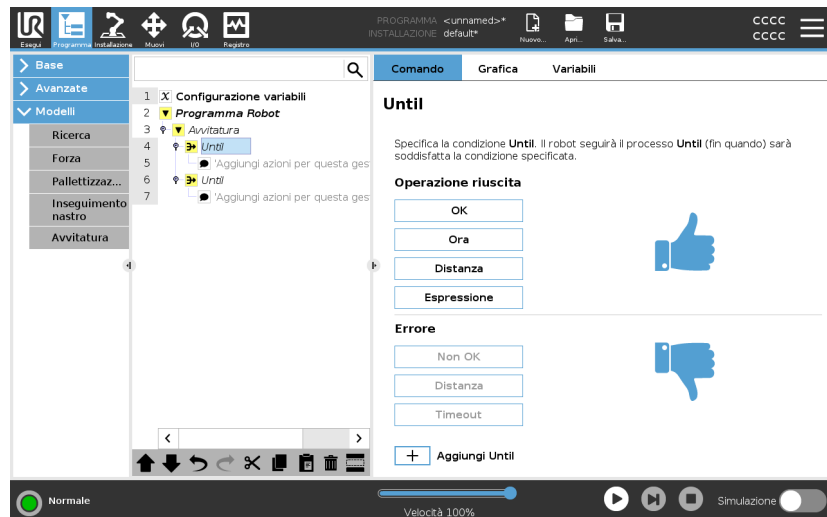 PROGRAMMA <unnamed>*
INSTALLAZIONE default*
UR
Esegui
Programma
Installazione
Muovi
I/O
Registro
Nuovo...
Apri...
Salva...
cccc
cccc
Base
Avanzate
Modelli
Ricerca
Forza
Pallettizzaz...
Inseguimento
nastro
Avvitatura
1 X Configurazione variabili
2 Programma Robot
3 Avvitatura
4 Until
5 'Aggiungi azioni per questa ges
6 Until
7 'Aggiungi azioni per questa ges
Comando
Grafica
Variabili
Until
Specifica la condizione Until. Il robot seguirà il processo Until (fin quando) sarà
soddisfatta la condizione specificata.
Operazione riuscita
OK
Ora
Distanza
Espressione
Errore
Non OK
Distanza
Timeout
+ Aggiungi Until
Normale
Velocità 100%
Simulazione